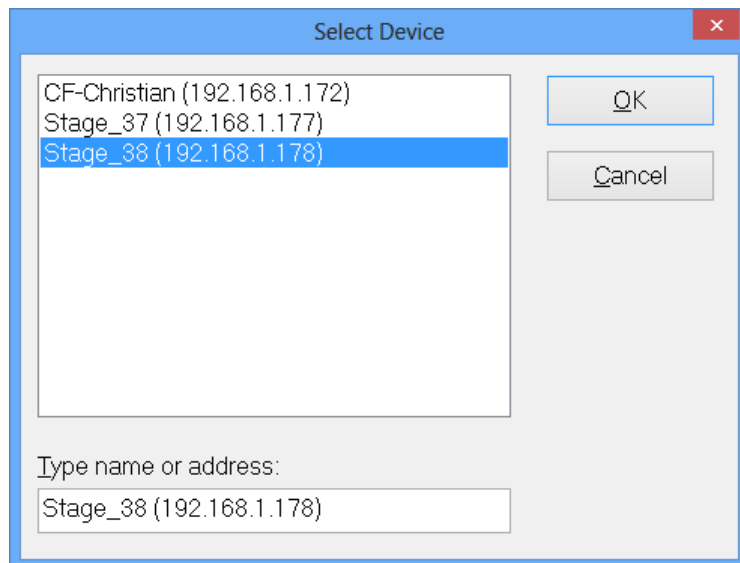 Select Device
CF-Christian (192.168.1.172)
Stage_37 (192.168.1.177)
Stage_38 (192.168.1.178)
OK
Cancel
Type name or address:
Stage_38 (192.168.1.178)